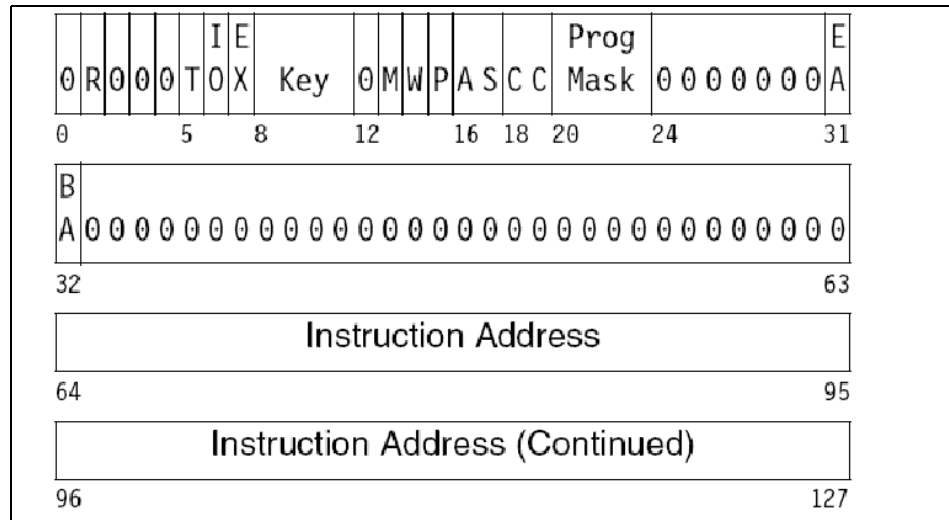 I E Prog E
0 R 0 0 0 T O X Key 0 M W P A S C C Mask 0 0 0 0 0 0 0 A
0 5 8 12 16 18 20 24 31
B
A 0 0 0 0 0 0 0 0 0 0 0 0 0 0 0 0 0 0 0 0 0 0 0 0 0 0 0 0 0 0 0
32 63
Instruction Address
64 95
Instruction Address (Continued)
96 127